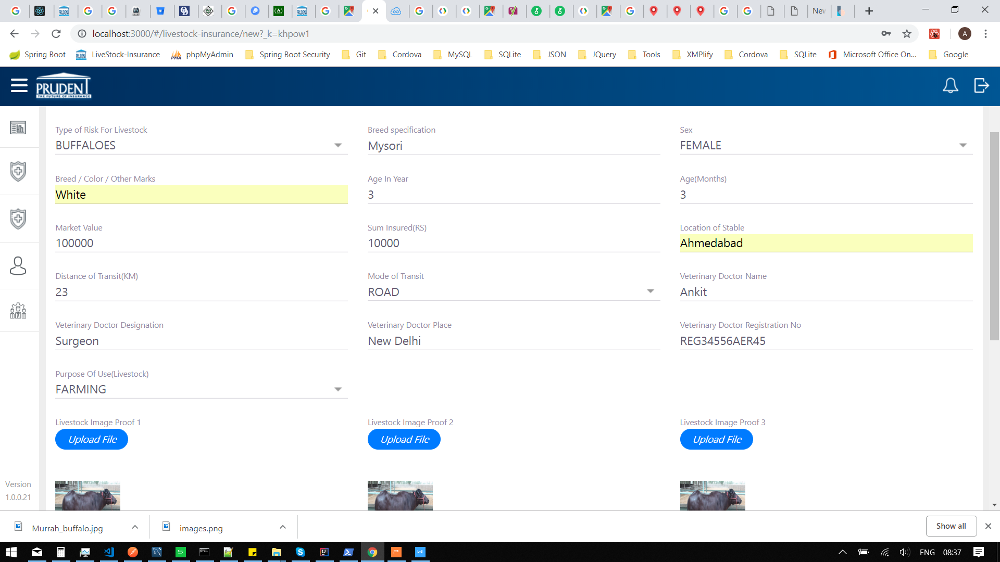 New
localhost:3000/#/livestock-insurance/new?_k=khpow1
A
Spring Boot LiveStock-Insurance phpMyAdmin Spring Boot Security Git Cordova MySQL SQLite JSON JQuery Tools XMPlify Cordova SQLite Microsoft Office On... Google
PRUDENT
THE FUTURE OF INSURANCE
Type of Risk For Livestock Breed specification Sex
BUFFALOES Mysori FEMALE
Breed / Color / Other Marks Age In Year Age(Months)
White 3 3
Market Value Sum Insured(RS) Location of Stable
100000 10000 Ahmedabad
Distance of Transit(KM) Mode of Transit Veterinary Doctor Name
23 ROAD Ankit
Veterinary Doctor Designation Veterinary Doctor Place Veterinary Doctor Registration No
Surgeon New Delhi REG34556AER45
Purpose Of Use(Livestock)
FARMING
Livestock Image Proof 1 Livestock Image Proof 2 Livestock Image Proof 3
Upload File Upload File Upload File
Version
1.0.0.21
Murrah_buffalo.jpg images.png Show all
ENG 08:37